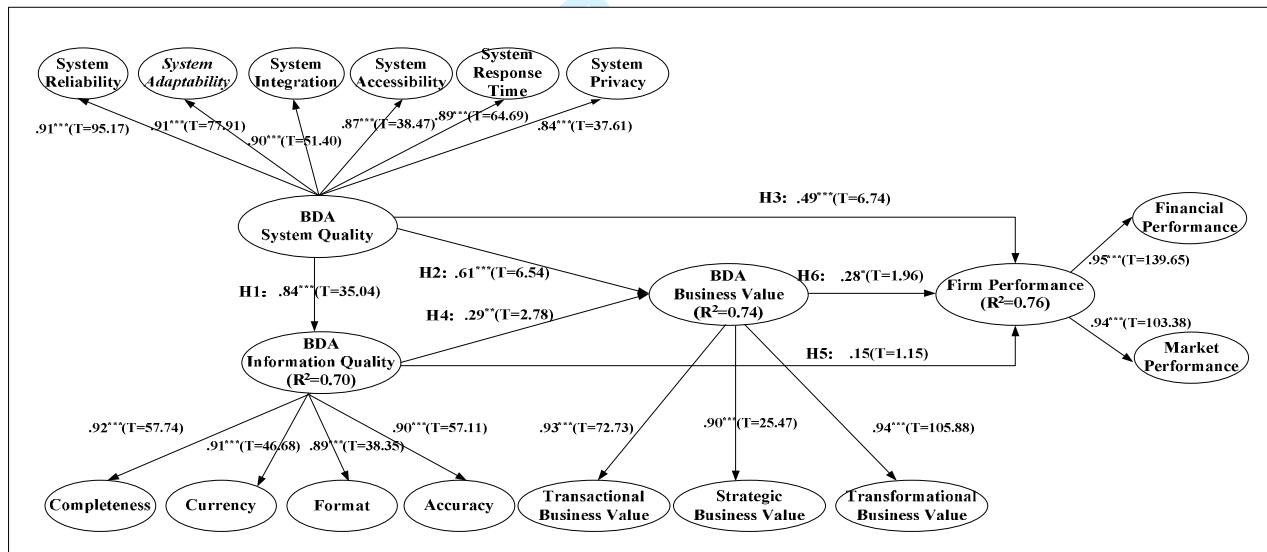 System
Reliability
System
Adaptability
System
Integration
System
Accessibility
System
Response
Time
System
Privacy
.91***(T=95.17)
.91***(T=77.91)
.90***(T=51.40)
.87***(T=38.47)
.89***(T=64.69)
.84***(T=37.61)
BDA
System Quality
H3: .49***(T=6.74)
Financial
Performance
H2: .61***(T=6.54)
.95***(T=139.65)
H1: .84***(T=35.04)
BDA
Business Value
(R²=0.74)
H6: .28*(T=1.96)
Firm Performance
(R²=0.76)
H4: .29**(T=2.78)
.94***(T=103.38)
BDA
Information Quality
(R²=0.70)
H5: .15(T=1.15)
Market
Performance
.92***(T=57.74)
.91***(T=46.68)
.89***(T=38.35)
.90***(T=57.11)
.93***(T=72.73)
.90***(T=25.47)
.94***(T=105.88)
Completeness
Currency
Format
Accuracy
Transactional
Business Value
Strategic
Business Value
Transformational
Business Value